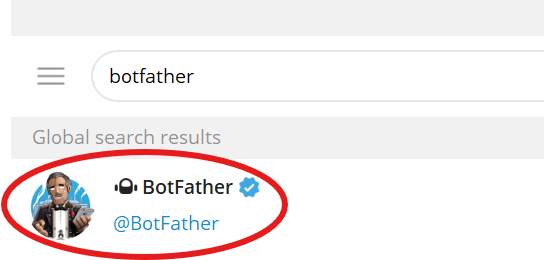 botfather
Global search results
BotFather
@BotFather